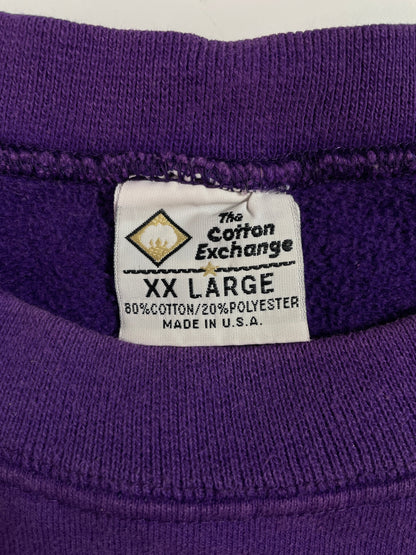 The
Cotton
Exchange
XX LARGE
80%COTTON/20%POLYESTER
MADE IN U.S.A.